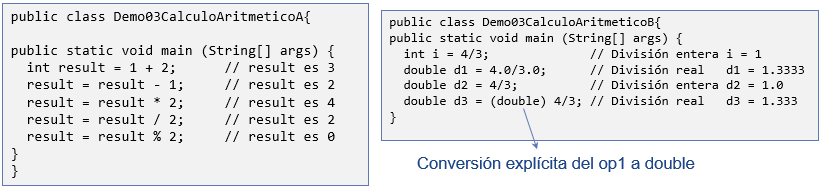 public class Demo03CalculoAritmeticoA{
public static void main (String[] args) {
int result = 1 + 2;      // result es 3
result = result - 1;     // result es 2
result = result * 2;     // result es 4
result = result / 2;     // result es 2
result = result % 2;     // result es 0
}
}
public class Demo03CalculoAritmeticoB{
public static void main (String[] args) {
int i = 4/3;             // División entera i = 1
double d1 = 4.0/3.0;  // División real   d1 = 1.3333
double d2 = 4/3;         // División entera d2 = 1.0
double d3 = (double) 4/3; // División real   d3 = 1.333
}
Conversión explícita del op1 a double